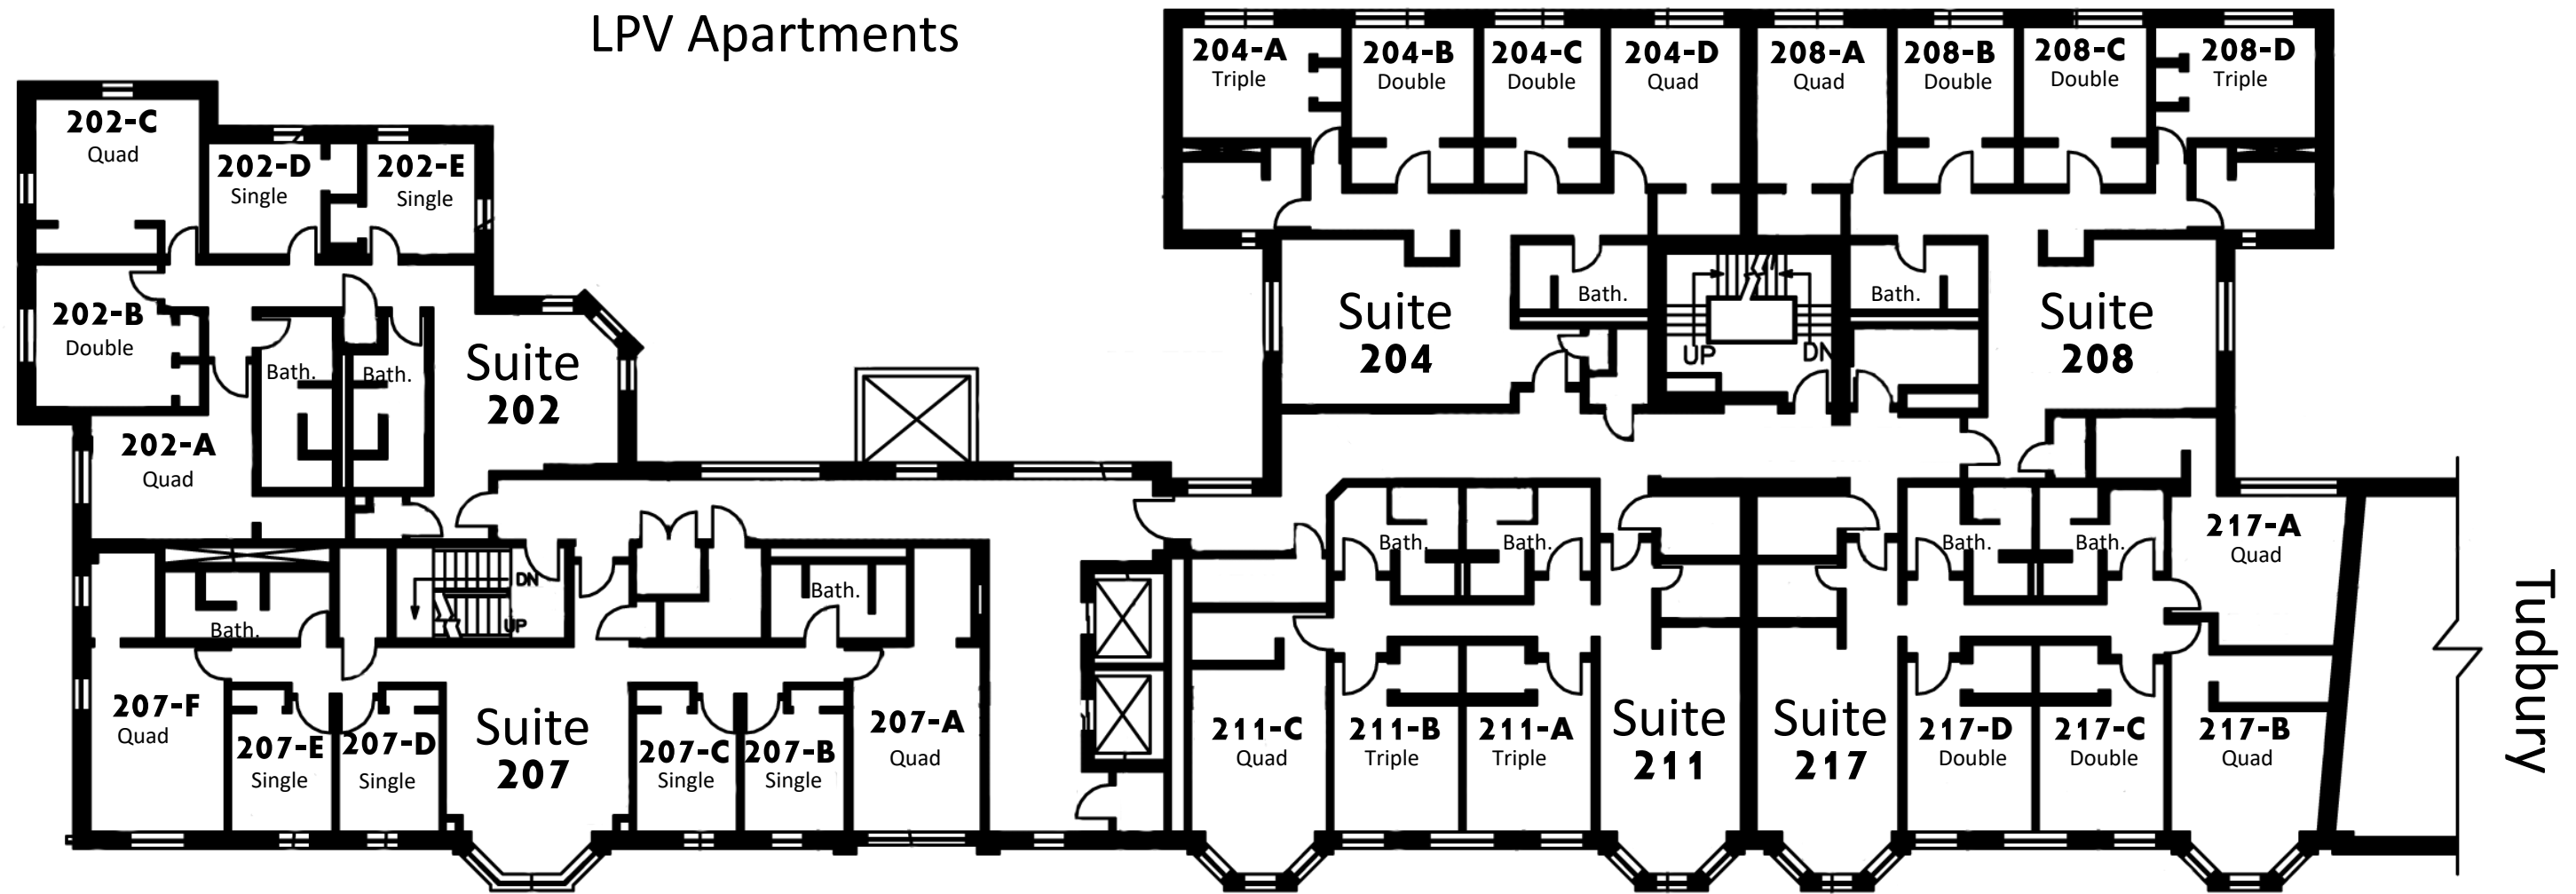 LPV Apartments
204-A
Triple
204-B
Double
204-C
Double
204-D
Quad
208-A
Quad
208-B
Double
208-C
Double
208-D
Triple
202-C
Quad
202-D
Single
202-E
Single
202-B
Double
Bath.
Bath.
Suite
202
202-A
Quad
Suite
204
Bath.
UP
DN
Bath.
Suite
208
DN
UP
Bath.
Bath.
207-F
Quad
207-E
Single
207-D
Single
Suite
207
207-C
Single
207-B
Single
207-A
Quad
Bath.
Bath.
Bath.
Bath.
217-A
Quad
211-C
Quad
211-B
Triple
211-A
Triple
Suite
211
Suite
217
217-D
Double
217-C
Double
217-B
Quad
Tudbury